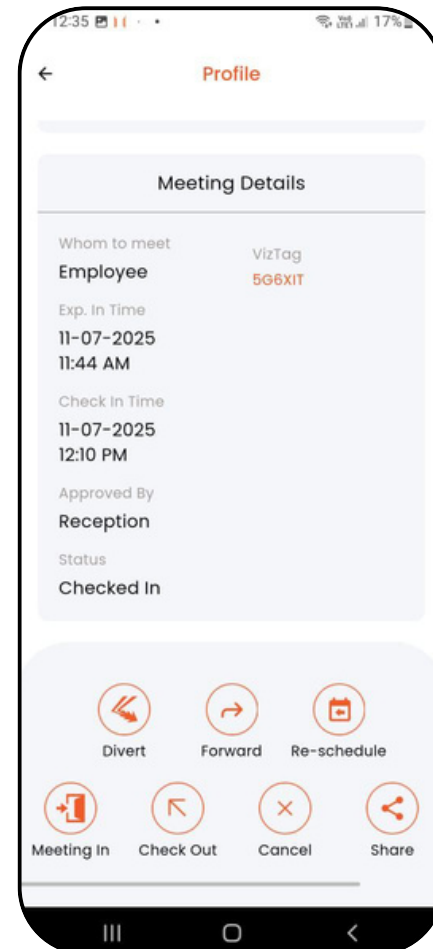 12:35 17%
Profile
Meeting Details
Whom to meet
Employee
VizTag
5G6XIT
Exp. In Time
11-07-2025
11:44 AM
Check In Time
11-07-2025
12:10 PM
Approved By
Reception
Status
Checked In
Divert Forward Re-schedule
Meeting In Check Out Cancel Share